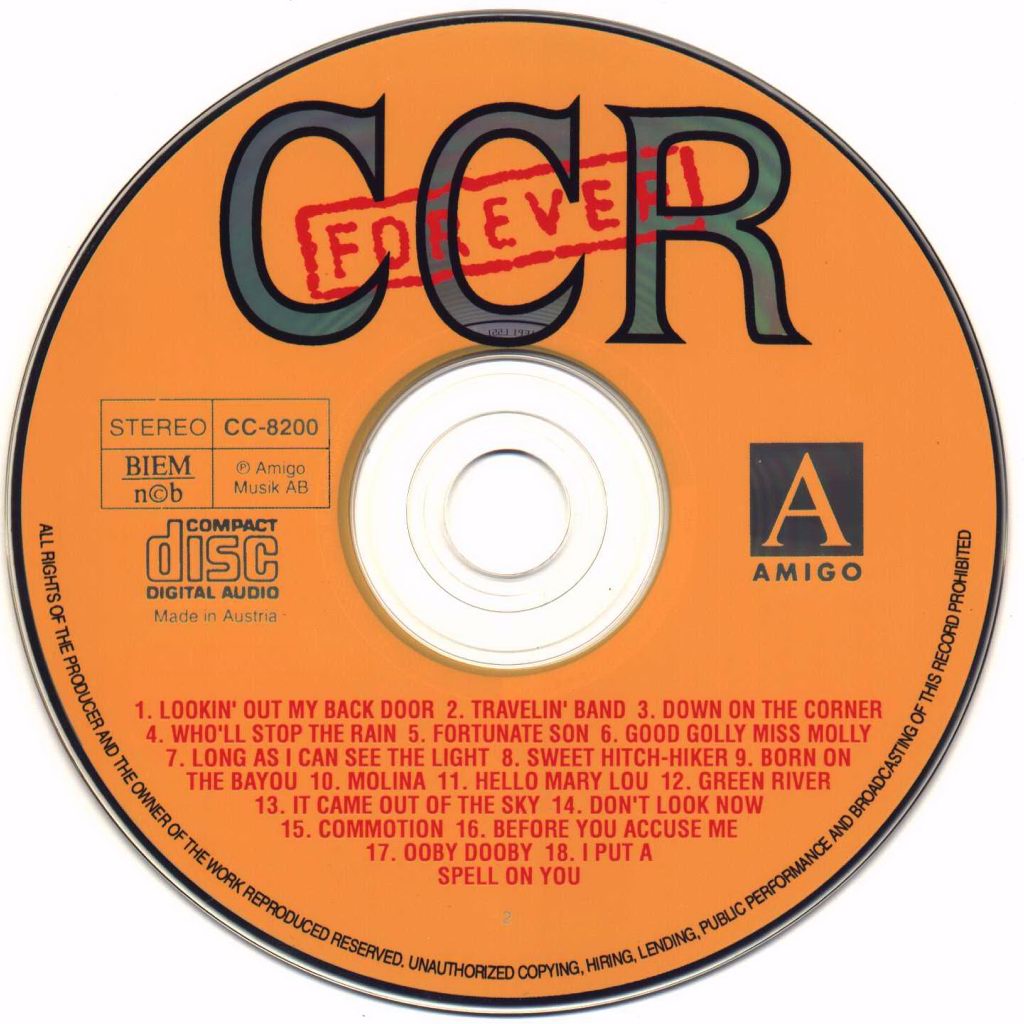 CCR
FOREVER
STEREO
CC-8200
BIEM
n©b
℗ Amigo
Musik AB
COMPACT
disc
DIGITAL AUDIO
Made in Austria
A
AMIGO
1. LOOKIN' OUT MY BACK DOOR 2. TRAVELIN' BAND 3. DOWN ON THE CORNER
4. WHO'LL STOP THE RAIN 5. FORTUNATE SON 6. GOOD GOLLY MISS MOLLY
7. LONG AS I CAN SEE THE LIGHT 8. SWEET HITCH-HIKER 9. BORN ON
THE BAYOU 10. MOLINA 11. HELLO MARY LOU 12. GREEN RIVER
13. IT CAME OUT OF THE SKY 14. DON'T LOOK NOW
15. COMMOTION 16. BEFORE YOU ACCUSE ME
17. OOBY DOOBY 18. I PUT A
SPELL ON YOU
2
ALL RIGHTS OF THE PRODUCER AND THE OWNER OF THE WORK REPRODUCED RESERVED. UNAUTHORIZED COPYING, HIRING, LENDING, PUBLIC PERFORMANCE AND BROADCASTING OF THIS RECORD PROHIBITED